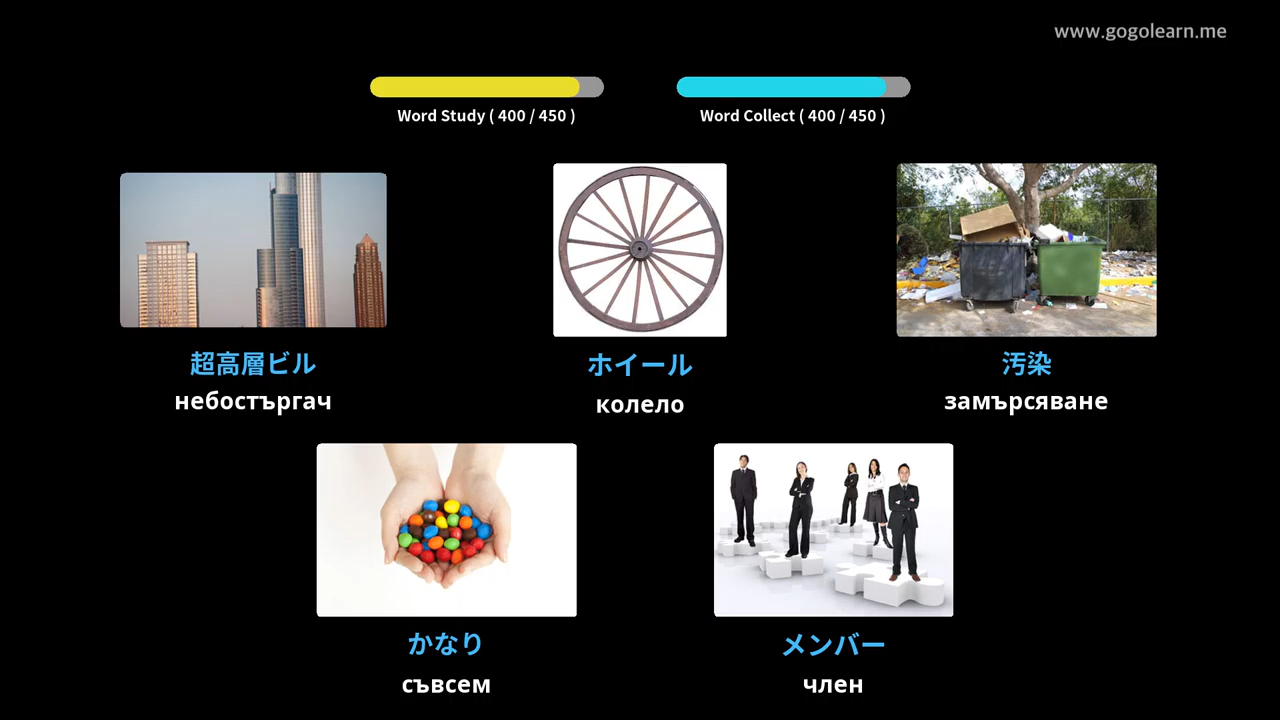 www.gogolearn.me
Word Study ( 400 / 450 )
Word Collect ( 400 / 450 )
超高層ビル
небостъргач
ホイール
колело
汚染
замърсяване
かなり
съвсем
メンバー
член